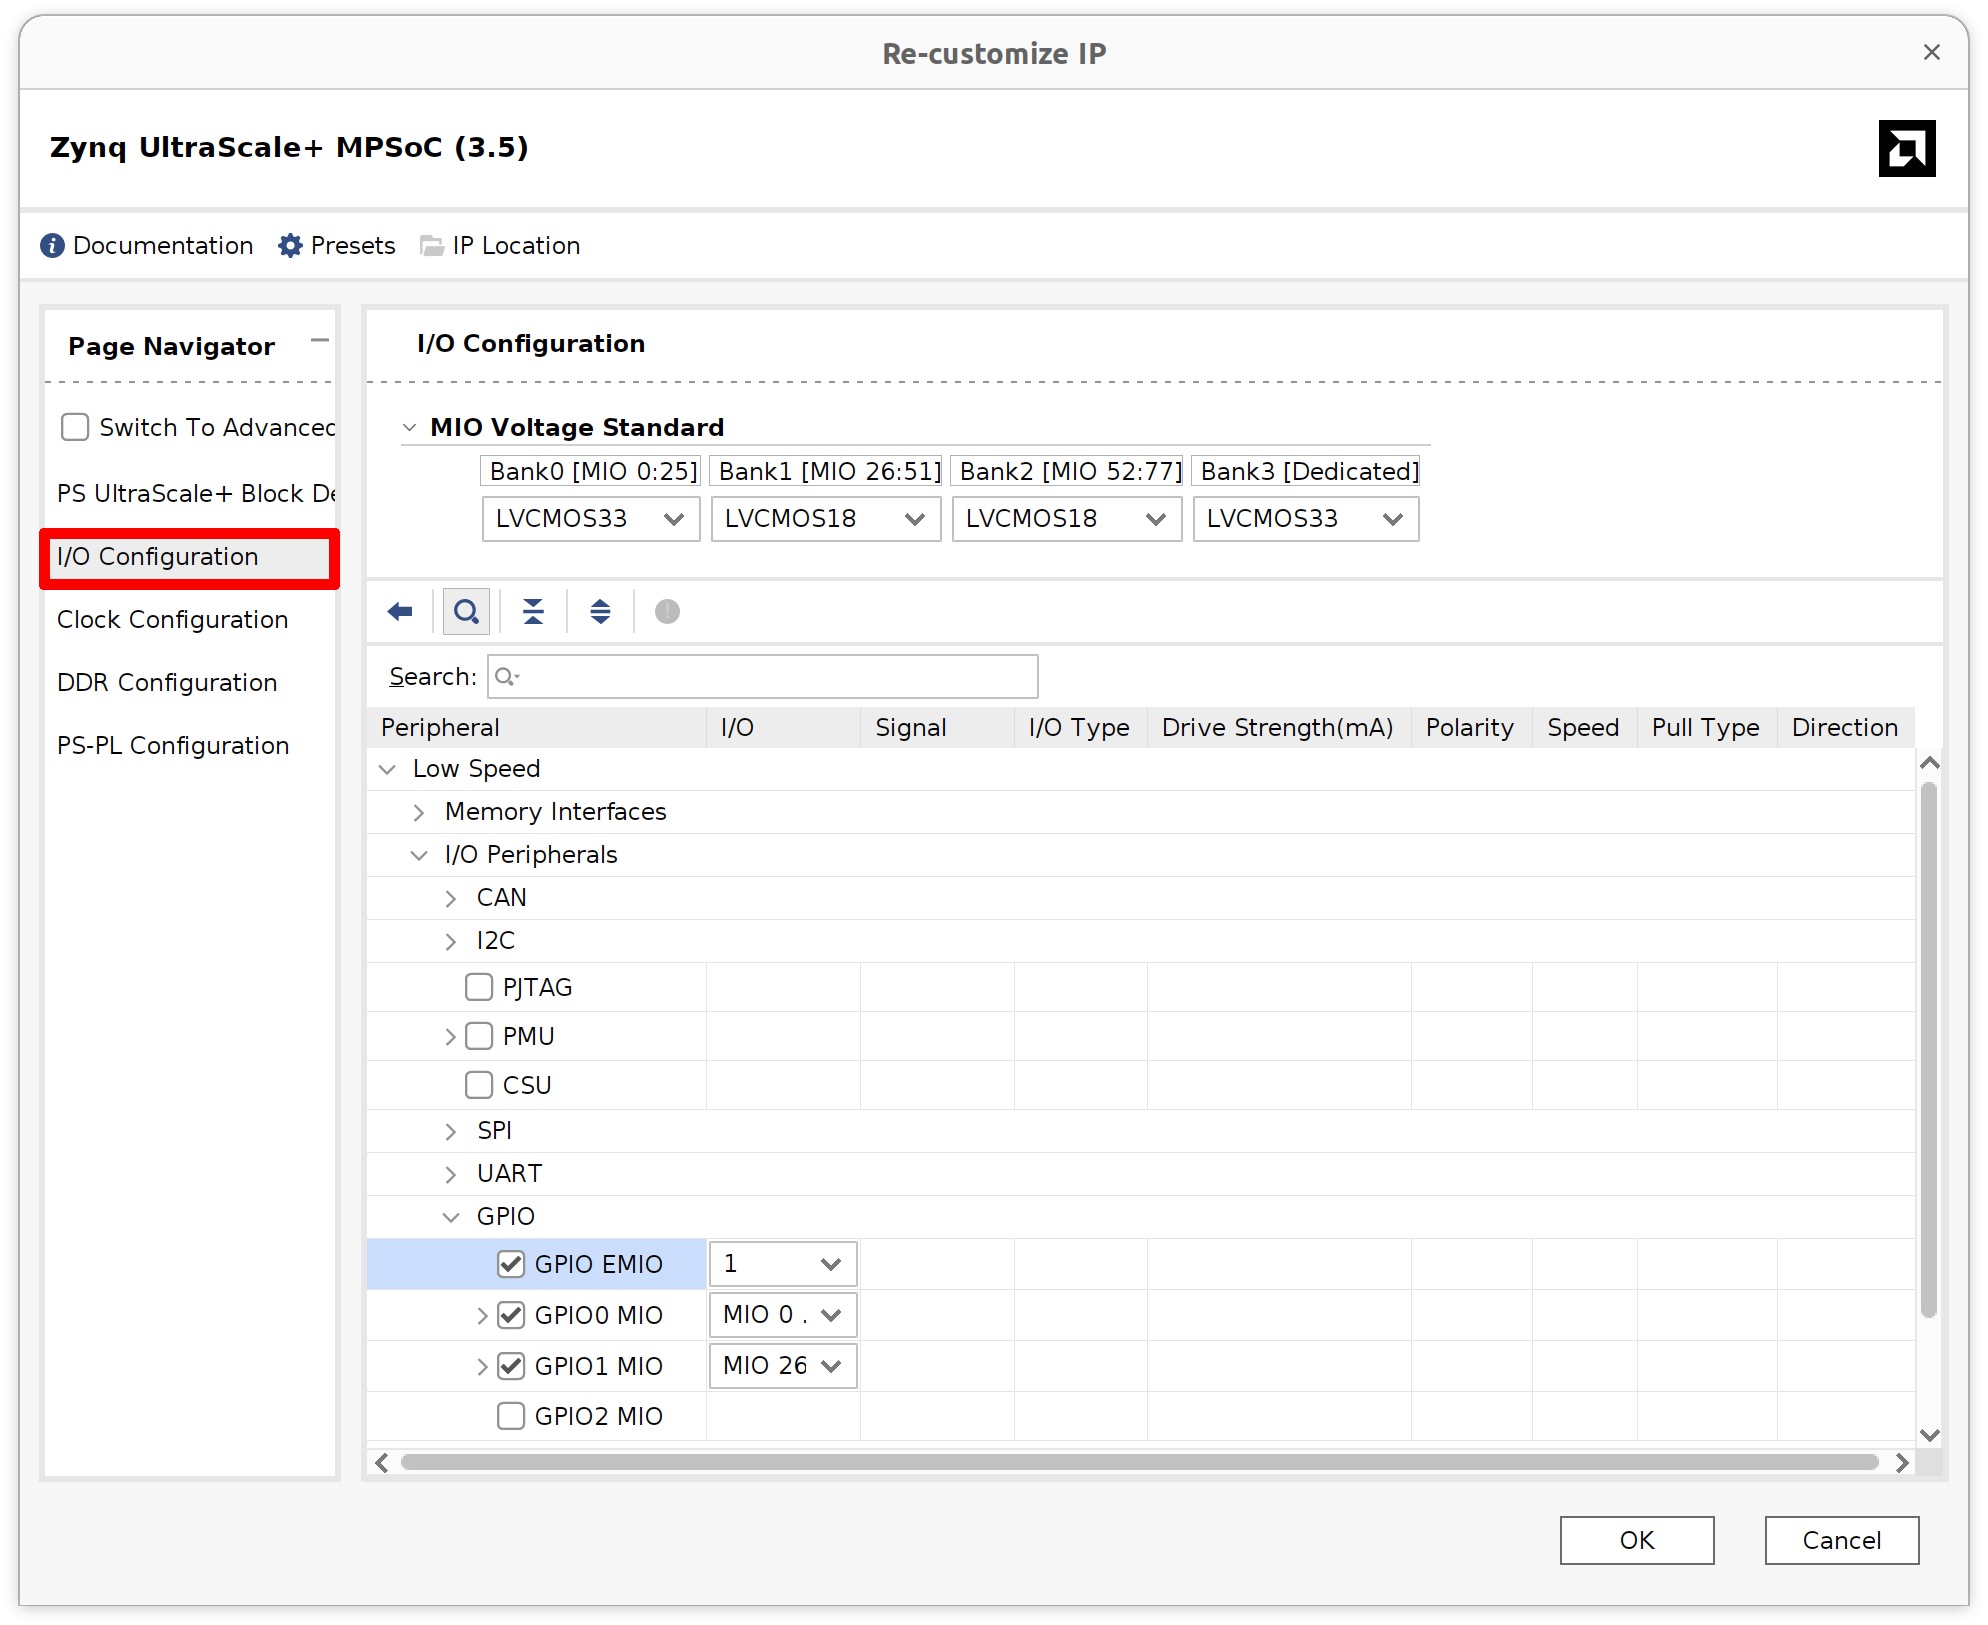 Re-customize IP
Zynq UltraScale+ MPSoC (3.5)
Documentation Presets IP Location
Page Navigator
Switch To Advanced
PS UltraScale+ Block De
I/O Configuration
Clock Configuration
DDR Configuration
PS-PL Configuration
I/O Configuration
MIO Voltage Standard
Bank0 [MIO 0:25] Bank1 [MIO 26:51] Bank2 [MIO 52:77] Bank3 [Dedicated]
LVCMOS33 LVCMOS18 LVCMOS18 LVCMOS33
Search:
Peripheral I/O Signal I/O Type Drive Strength(mA) Polarity Speed Pull Type Direction
Low Speed
Memory Interfaces
I/O Peripherals
CAN
I2C
PJTAG
PMU
CSU
SPI
UART
GPIO
GPIO EMIO 1
GPIO0 MIO MIO 0 .
GPIO1 MIO MIO 26
GPIO2 MIO
OK Cancel